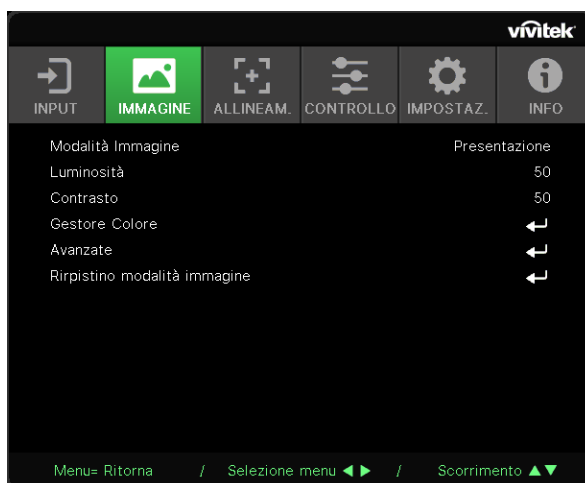 vivitek
INPUT IMMAGINE ALLINEAM. CONTROLLO IMPOSTAZ. INFO
Modalità Immagine Presentazione
Luminosità 50
Contrasto 50
Gestore Colore
Avanzate
Rirpistino modalità immagine
Menu= Ritorna / Selezione menu ◀ ▶ / Scorrimento ▲▼